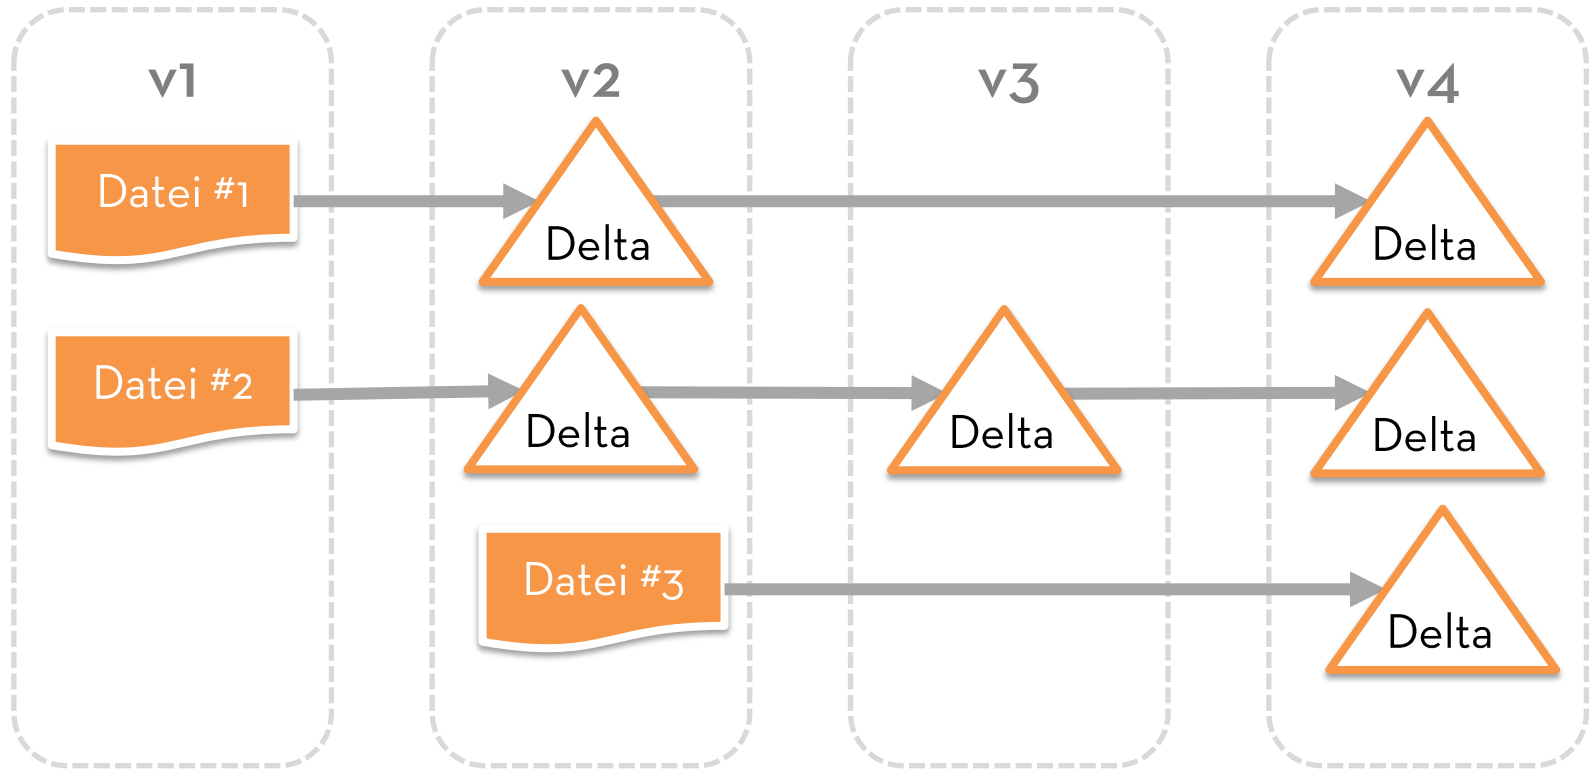 v1
v2
v3
v4
Datei #1
Delta
Delta
Datei #2
Delta
Delta
Delta
Datei #3
Delta